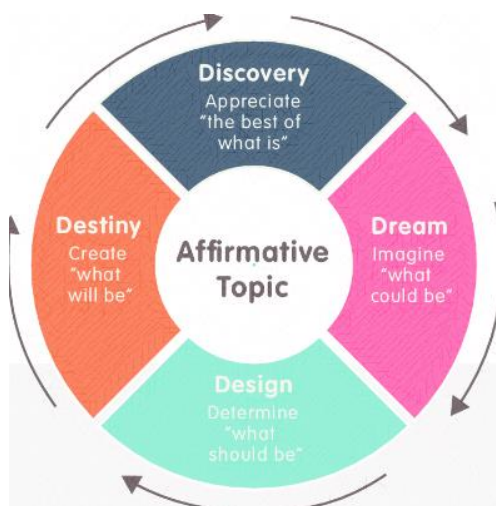 Discovery
Appreciate
"the best of
what is"
Dream
Imagine
"what
could be"
Design
Determine
"what
should be"
Destiny
Create
"what
will be"
Affirmative
Topic